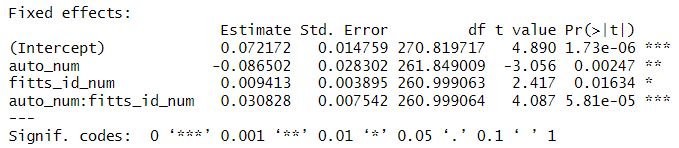 Fixed effects:
Estimate Std. Error df t value Pr(>|t|)
(Intercept) 0.072172 0.014759 270.819717 4.890 1.73e-06 ***
auto_num -0.086502 0.028302 261.849009 -3.056 0.00247 **
fitts_id_num 0.009413 0.003895 260.999063 2.417 0.01634 *
auto_num:fitts_id_num 0.030828 0.007542 260.999064 4.087 5.81e-05 ***
---
Signif. codes: 0 ‘***’ 0.001 ‘**’ 0.01 ‘*’ 0.05 ‘.’ 0.1 ‘ ’ 1